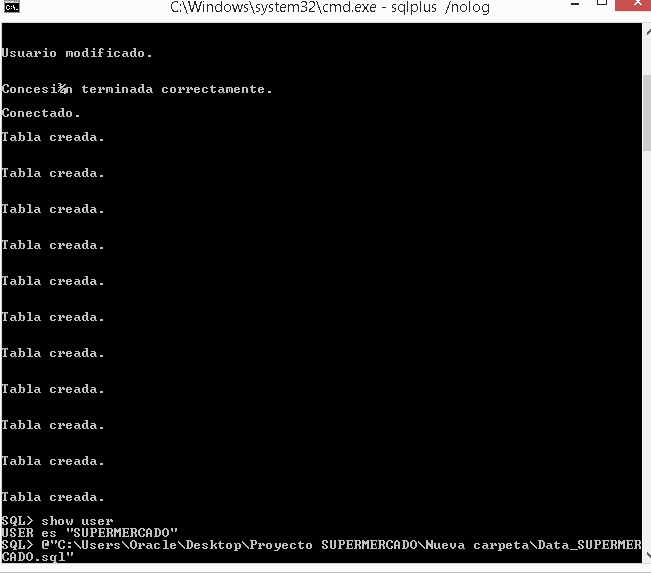 C:\Windows\system32\cmd.exe - sqlplus /nolog
Usuario modificado.
Concesi¾n terminada correctamente.
Conectado.
Tabla creada.
Tabla creada.
Tabla creada.
Tabla creada.
Tabla creada.
Tabla creada.
Tabla creada.
Tabla creada.
Tabla creada.
Tabla creada.
Tabla creada.
SQL> show user
USER es "SUPERMERCADO"
SQL> @"C:\Users\Oracle\Desktop\Proyecto SUPERMERCADO\Nueva carpeta\Data_SUPERMER
CADO.sql"